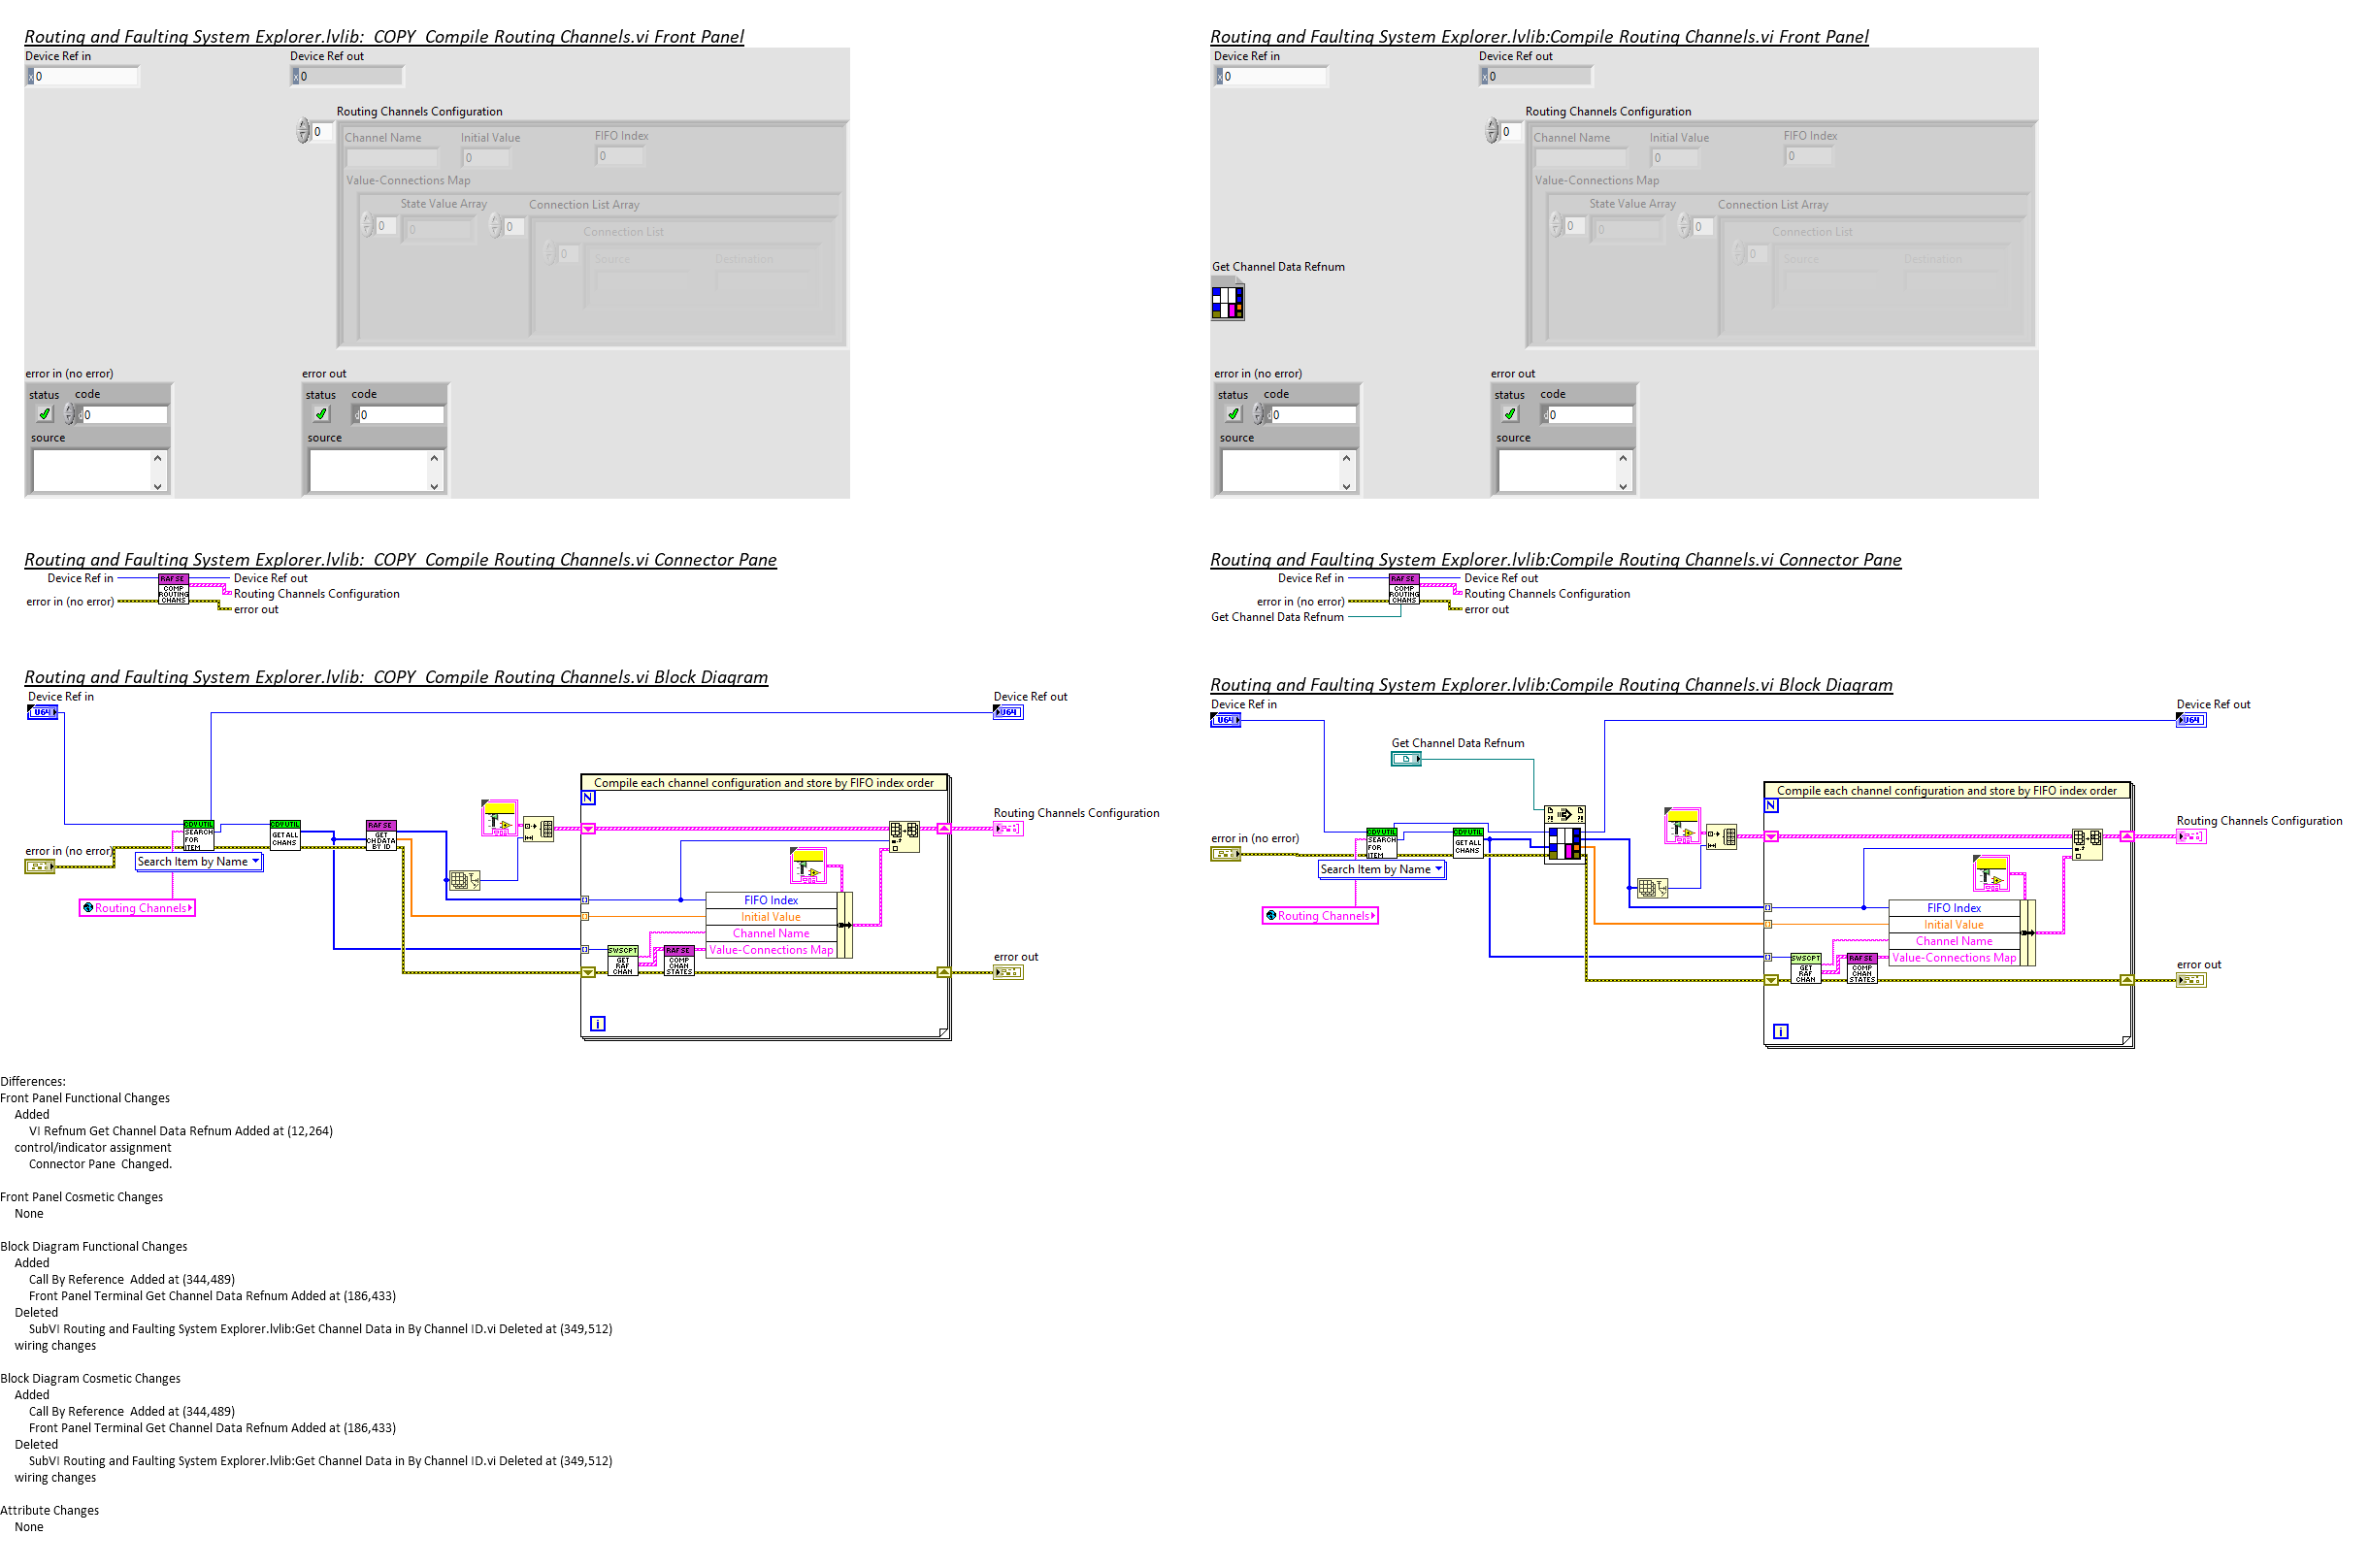 Routing and Faulting System Explorer.lvlib:  COPY  Compile Routing Channels.vi Front Panel
Device Ref in
Device Ref out
x 0
x 0
Routing Channels Configuration
0
Channel Name
Initial Value
FIFO Index
0
0
Value-Connections Map
State Value Array
Connection List Array
0
0
0
Connection List
0
Source
Destination
error in (no error)
error out
status
code
status
code
d 0
d 0
source
source
Routing and Faulting System Explorer.lvlib:Compile Routing Channels.vi Front Panel
Device Ref in
Device Ref out
x 0
x 0
Routing Channels Configuration
0
Channel Name
Initial Value
FIFO Index
0
0
Value-Connections Map
State Value Array
Connection List Array
0
0
0
Connection List
0
Source
Destination
Get Channel Data Refnum
error in (no error)
error out
status
code
status
code
d 0
d 0
source
source
Routing and Faulting System Explorer.lvlib:  COPY  Compile Routing Channels.vi Connector Pane
Device Ref in
RAF SE
COMP
ROUTING
CHANS
Device Ref out
Routing Channels Configuration
error in (no error)
error out
Routing and Faulting System Explorer.lvlib:Compile Routing Channels.vi Connector Pane
Device Ref in
RAF SE
COMP
ROUTING
CHANS
Device Ref out
Routing Channels Configuration
error in (no error)
error out
Get Channel Data Refnum
Routing and Faulting System Explorer.lvlib:  COPY  Compile Routing Channels.vi Block Diagram
Device Ref in
U64
Device Ref out
U64
Compile each channel configuration and store by FIFO index order
N
Routing Channels Configuration
CDV UTIL
SEARCH
FOR
ITEM
CDV UTIL
GET ALL
CHANS
RAF SE
GET
CH DATA
BY ID
error in (no error)
Search Item by Name
Routing Channels
FIFO Index
Initial Value
Channel Name
Value-Connections Map
SWSCPT
GET
RAF
CHAN
RAF SE
COMP
CHAN
STATES
error out
i
Routing and Faulting System Explorer.lvlib:Compile Routing Channels.vi Block Diagram
Device Ref in
U64
Device Ref out
U64
Get Channel Data Refnum
Compile each channel configuration and store by FIFO index order
N
Routing Channels Configuration
error in (no error)
CDV UTIL
SEARCH
FOR
ITEM
CDV UTIL
GET ALL
CHANS
Search Item by Name
Routing Channels
FIFO Index
Initial Value
Channel Name
Value-Connections Map
SWSCPT
GET
RAF
CHAN
RAF SE
COMP
CHAN
STATES
error out
i
Differences:
Front Panel Functional Changes
Added
VI Refnum Get Channel Data Refnum Added at (12,264)
control/indicator assignment
Connector Pane  Changed.
Front Panel Cosmetic Changes
None
Block Diagram Functional Changes
Added
Call By Reference  Added at (344,489)
Front Panel Terminal Get Channel Data Refnum Added at (186,433)
Deleted
SubVI Routing and Faulting System Explorer.lvlib:Get Channel Data in By Channel ID.vi Deleted at (349,512)
wiring changes
Block Diagram Cosmetic Changes
Added
Call By Reference  Added at (344,489)
Front Panel Terminal Get Channel Data Refnum Added at (186,433)
Deleted
SubVI Routing and Faulting System Explorer.lvlib:Get Channel Data in By Channel ID.vi Deleted at (349,512)
wiring changes
Attribute Changes
None